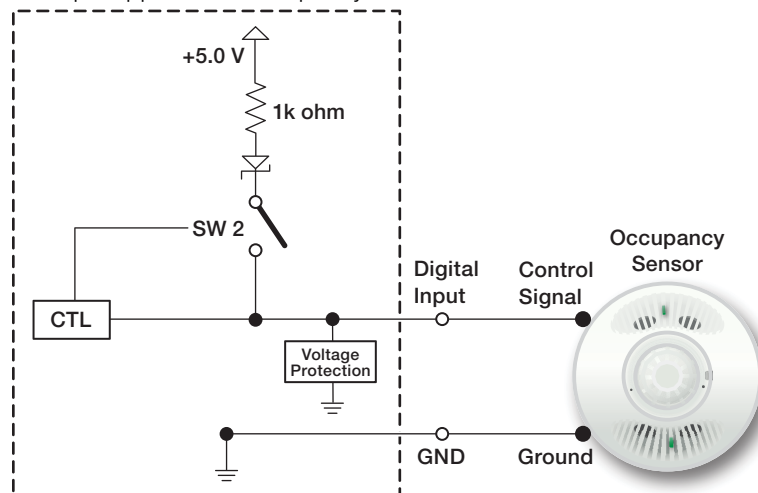 +5.0 V
1k ohm
SW 2
CTL
Voltage
Protection
Digital
Input
Control
Signal
Occupancy
Sensor
GND
Ground